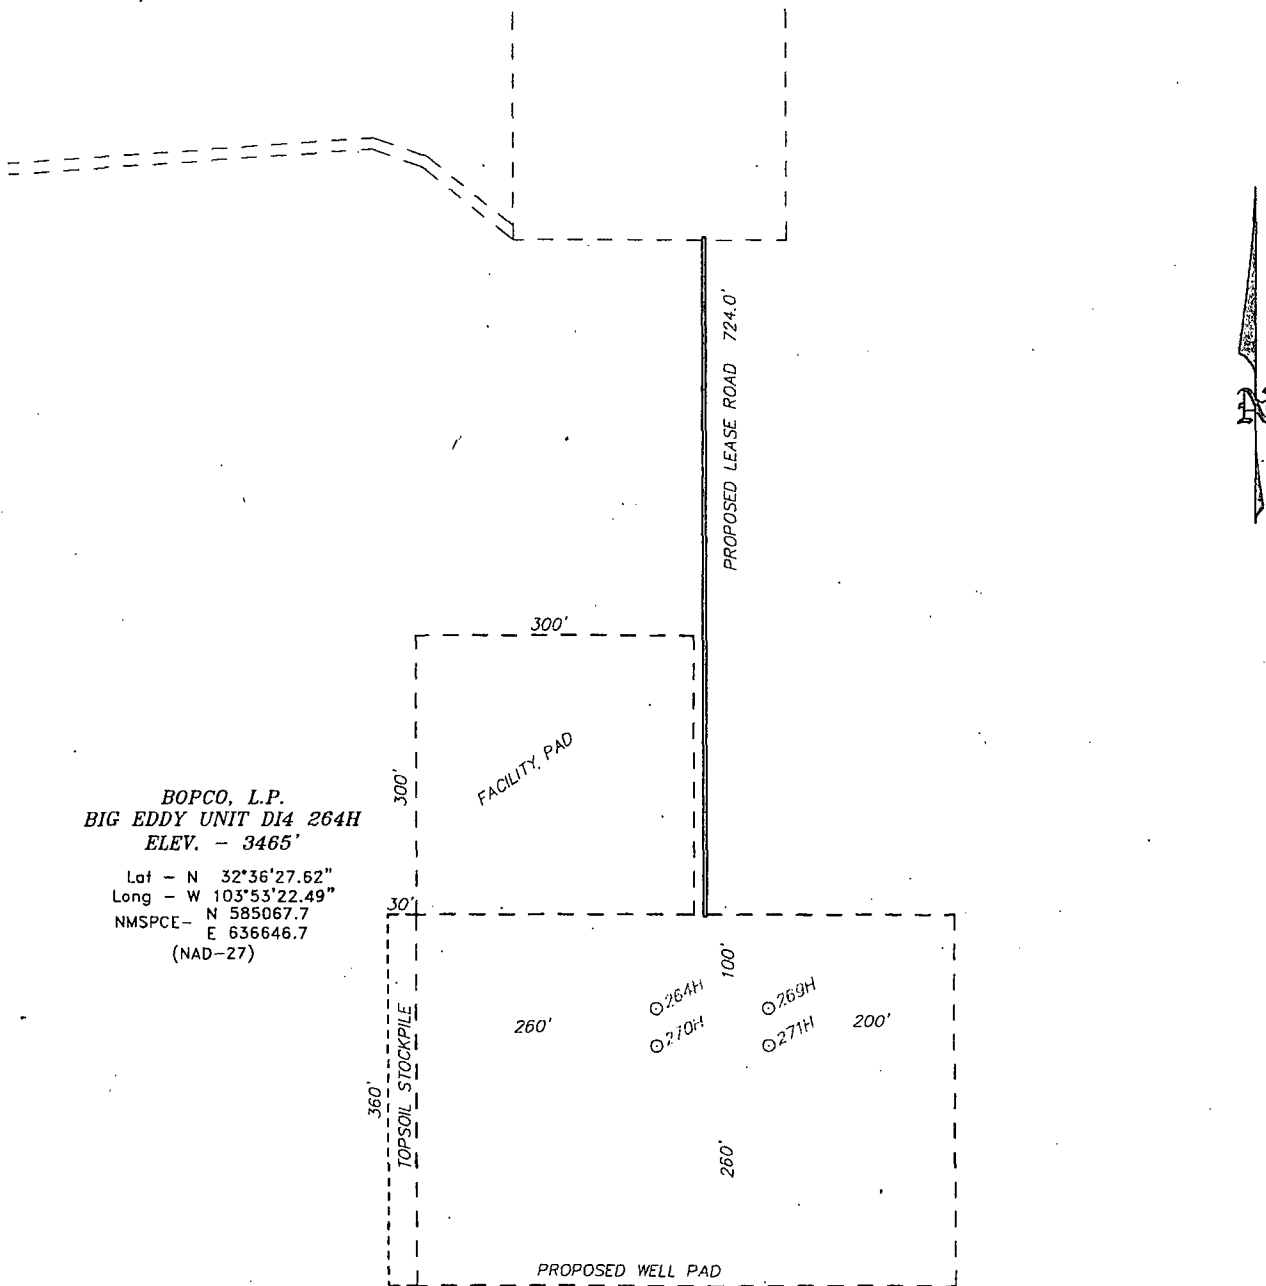 PROPOSED LEASE ROAD 724.0'
300'
FACILITY PAD
300'
BOPCO, L.P.
BIG EDDY UNIT DI4 264H
ELEV. - 3465'
Lat - N 32°36'27.62"
Long - W 103°53'22.49"
NMSPCE- N 585067.7
E 636646.7
(NAD-27)
30'
100'
264H
269H
260'
270H
271H
200'
360'
TOPSOIL STOCKPILE
260'
PROPOSED WELL PAD